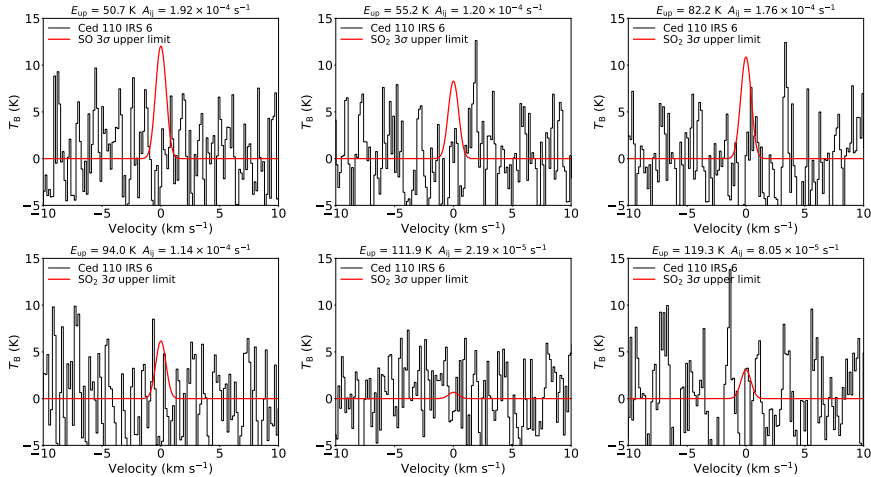 E_up = 50.7 K A_ij = 1.92 × 10⁻⁴ s⁻¹
Ced 110 IRS 6
SO 3σ upper limit
15
10
5
0
−5
T_B (K)
−10
−5
0
5
10
Velocity (km s⁻¹)
E_up = 55.2 K A_ij = 1.20 × 10⁻⁴ s⁻¹
Ced 110 IRS 6
SO₂ 3σ upper limit
15
10
5
0
−5
T_B (K)
−10
−5
0
5
10
Velocity (km s⁻¹)
E_up = 82.2 K A_ij = 1.76 × 10⁻⁴ s⁻¹
Ced 110 IRS 6
SO₂ 3σ upper limit
15
10
5
0
−5
T_B (K)
−10
−5
0
5
10
Velocity (km s⁻¹)
E_up = 94.0 K A_ij = 1.14 × 10⁻⁴ s⁻¹
Ced 110 IRS 6
SO₂ 3σ upper limit
15
10
5
0
−5
T_B (K)
−10
−5
0
5
10
Velocity (km s⁻¹)
E_up = 111.9 K A_ij = 2.19 × 10⁻⁵ s⁻¹
Ced 110 IRS 6
SO₂ 3σ upper limit
15
10
5
0
−5
T_B (K)
−10
−5
0
5
10
Velocity (km s⁻¹)
E_up = 119.3 K A_ij = 8.05 × 10⁻⁵ s⁻¹
Ced 110 IRS 6
SO₂ 3σ upper limit
15
10
5
0
−5
T_B (K)
−10
−5
0
5
10
Velocity (km s⁻¹)